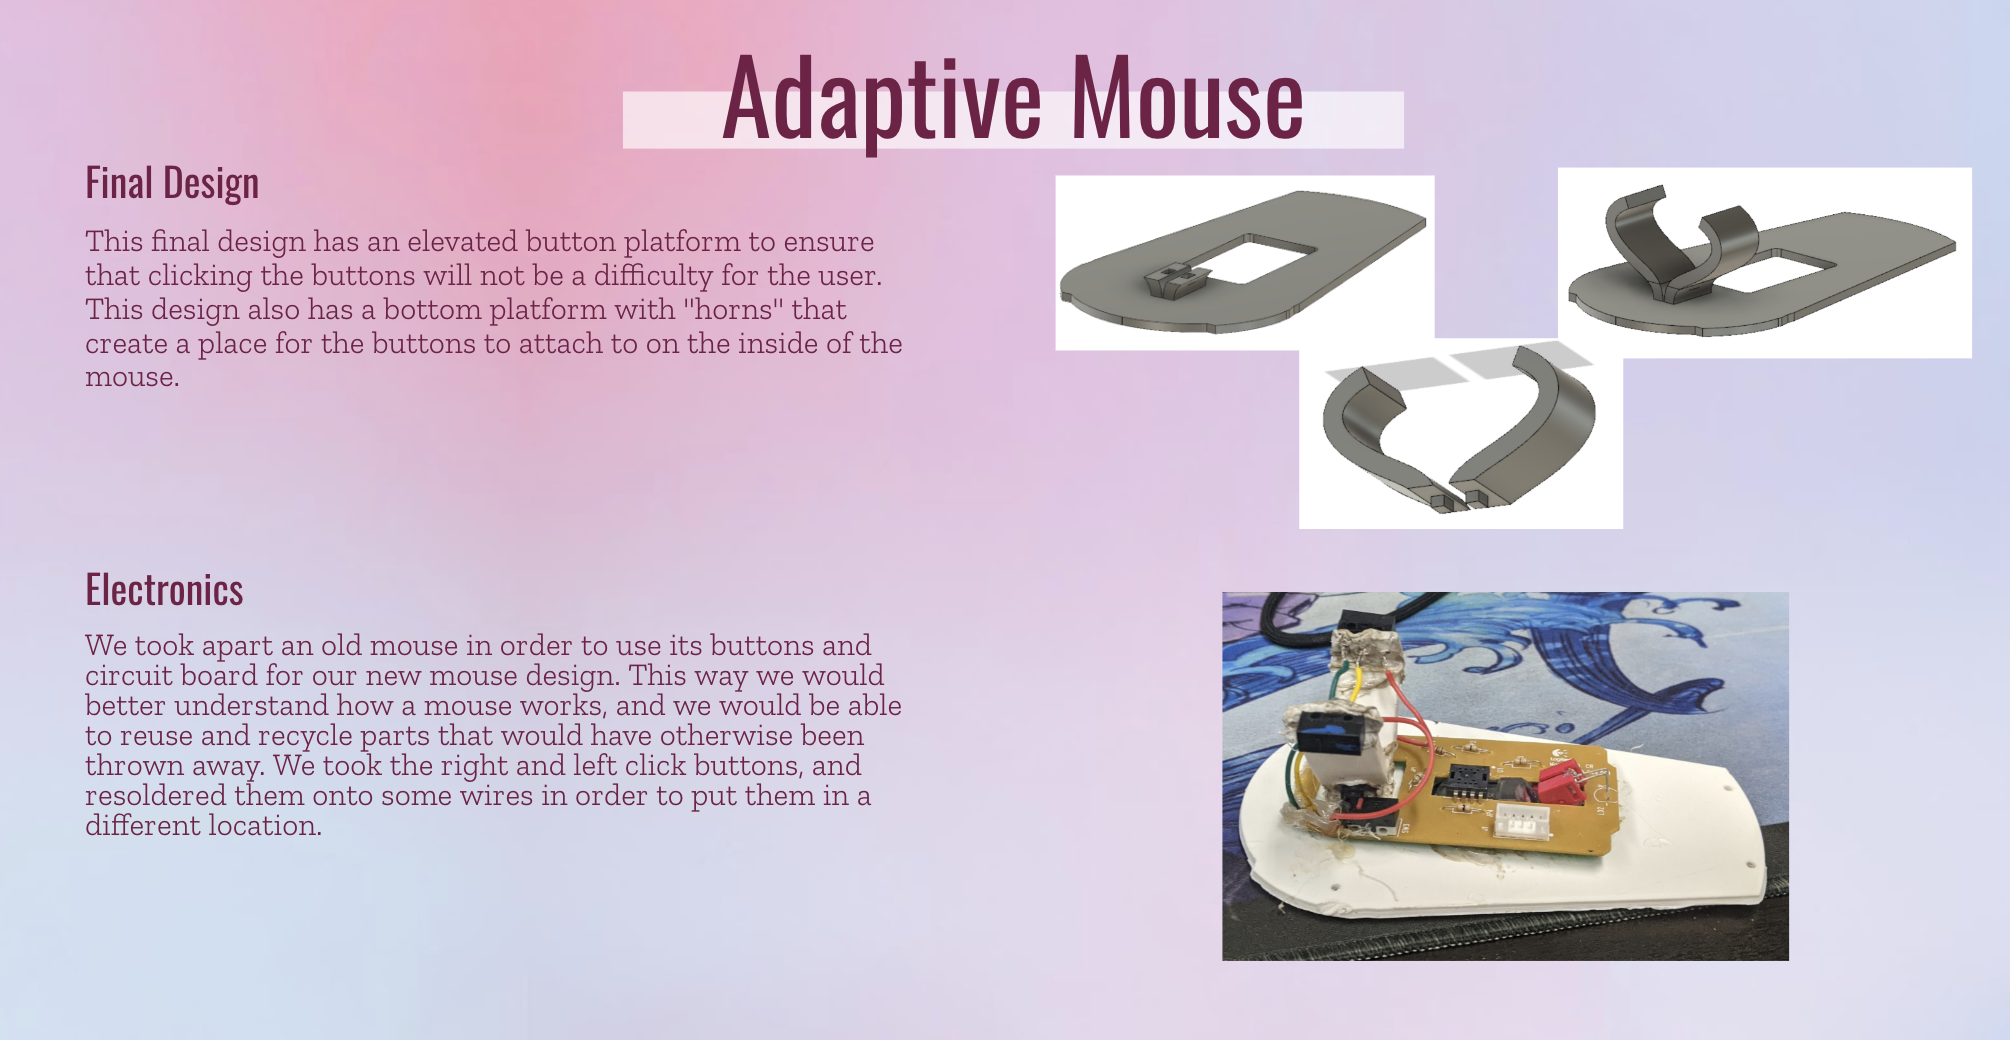 Adaptive Mouse
Final Design
This final design has an elevated button platform to ensure
that clicking the buttons will not be a difficulty for the user.
This design also has a bottom platform with "horns" that
create a place for the buttons to attach to on the inside of the
mouse.
Electronics
We took apart an old mouse in order to use its buttons and
circuit board for our new mouse design. This way we would
better understand how a mouse works, and we would be able
to reuse and recycle parts that would have otherwise been
thrown away. We took the right and left click buttons, and
resoldered them onto some wires in order to put them in a
different location.